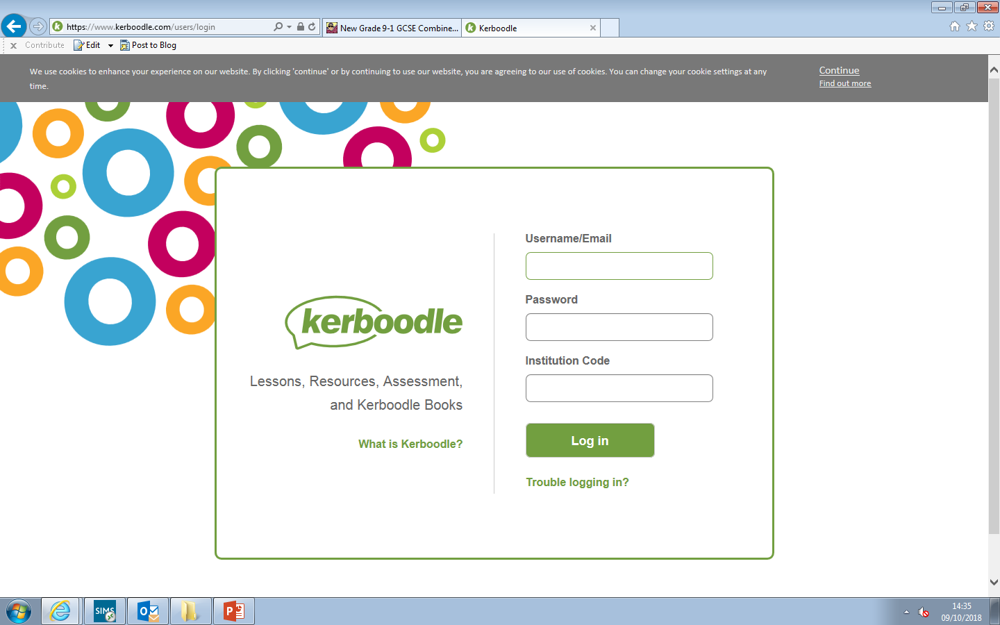 https://www.kerboodle.com/users/login
New Grade 9-1 GCSE Combine...
Kerboodle
Contribute
Edit
Post to Blog
We use cookies to enhance your experience on our website. By clicking 'continue' or by continuing to use our website, you are agreeing to our use of cookies. You can change your cookie settings at any
time.
Continue
Find out more
kerboodle
Lessons, Resources, Assessment,
and Kerboodle Books
What is Kerboodle?
Username/Email
Password
Institution Code
Log in
Trouble logging in?
SIMS
14:35
09/10/2018